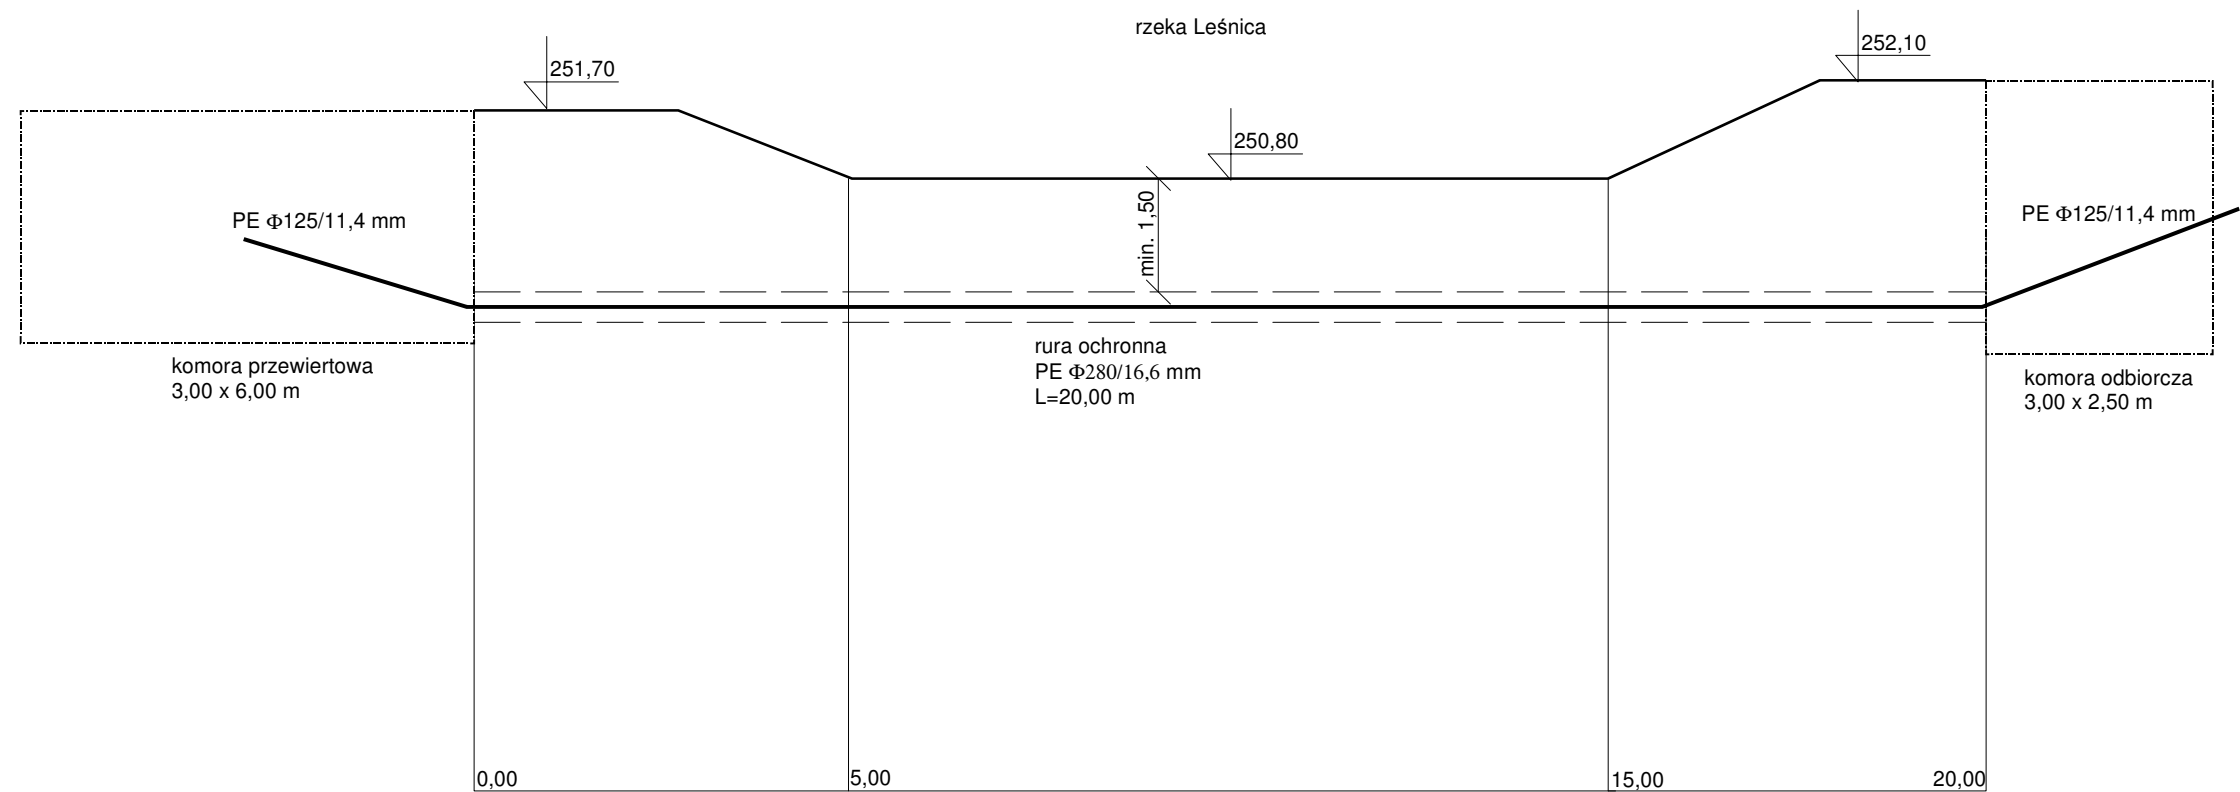 rzeka Leśnica
252,10
251,70
250,80
PE Φ125/11,4 mm
min. 1,50
PE Φ125/11,4 mm
komora przewiertowa
3,00 x 6,00 m
rura ochronna
PE Φ280/16,6 mm
L=20,00 m
komora odbiorcza
3,00 x 2,50 m
0,00
5,00
15,00
20,00